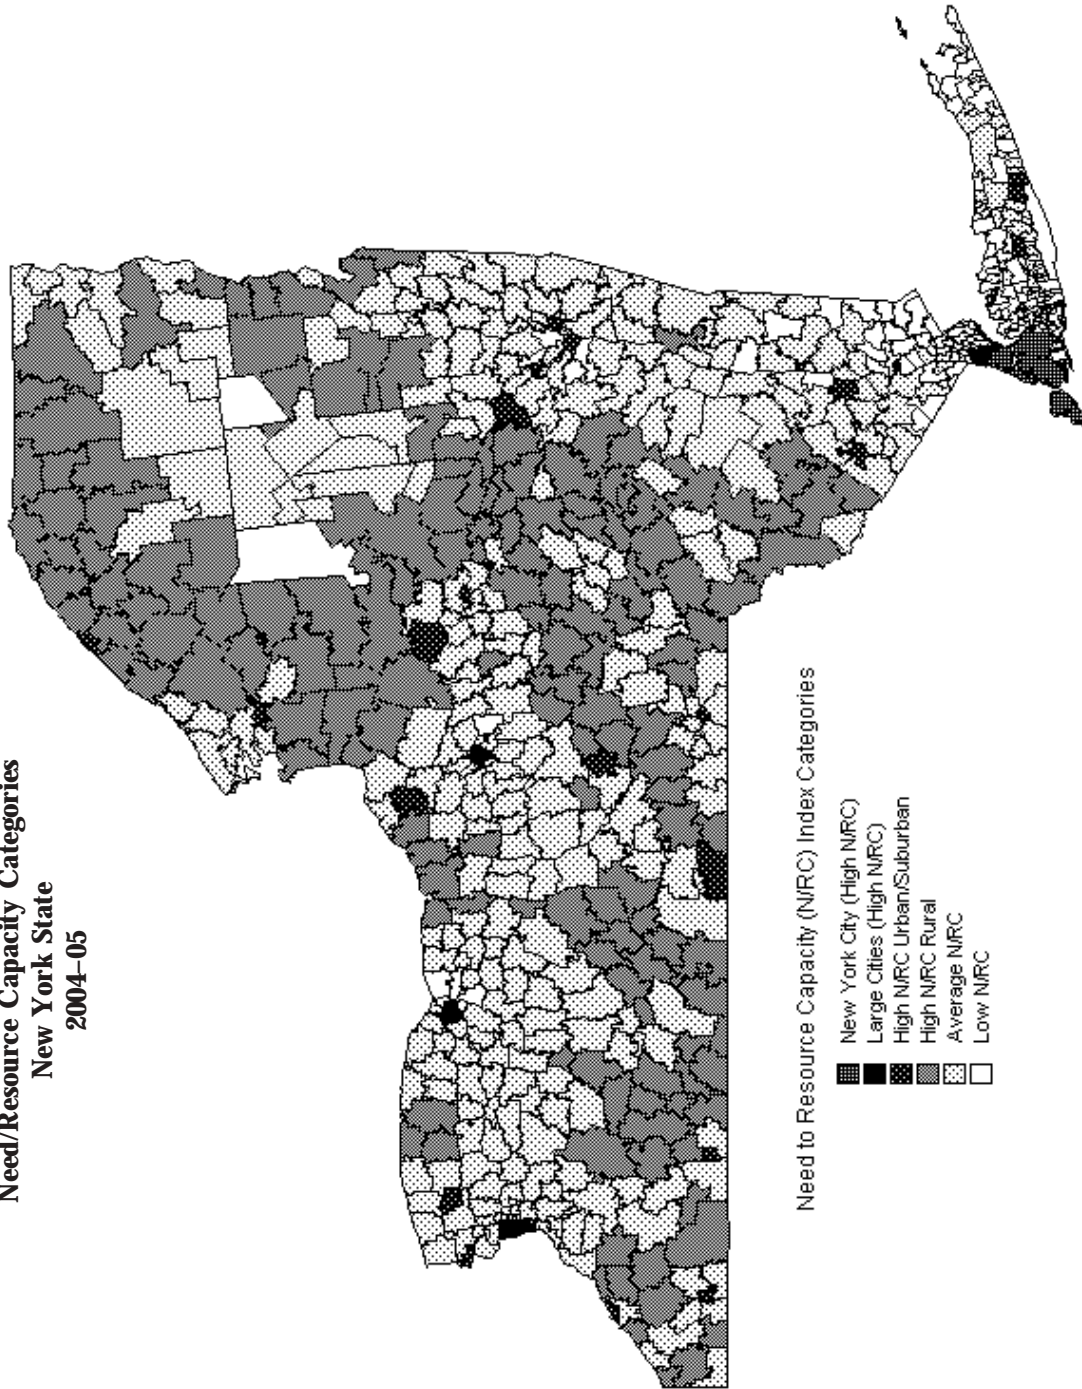 Need/Resource Capacity Categories
New York State
2004–05
Need to Resource Capacity (N/RC) Index Categories
New York City (High N/RC)
Large Cities (High N/RC)
High N/RC Urban/Suburban
High N/RC Rural
Average N/RC
Low N/RC